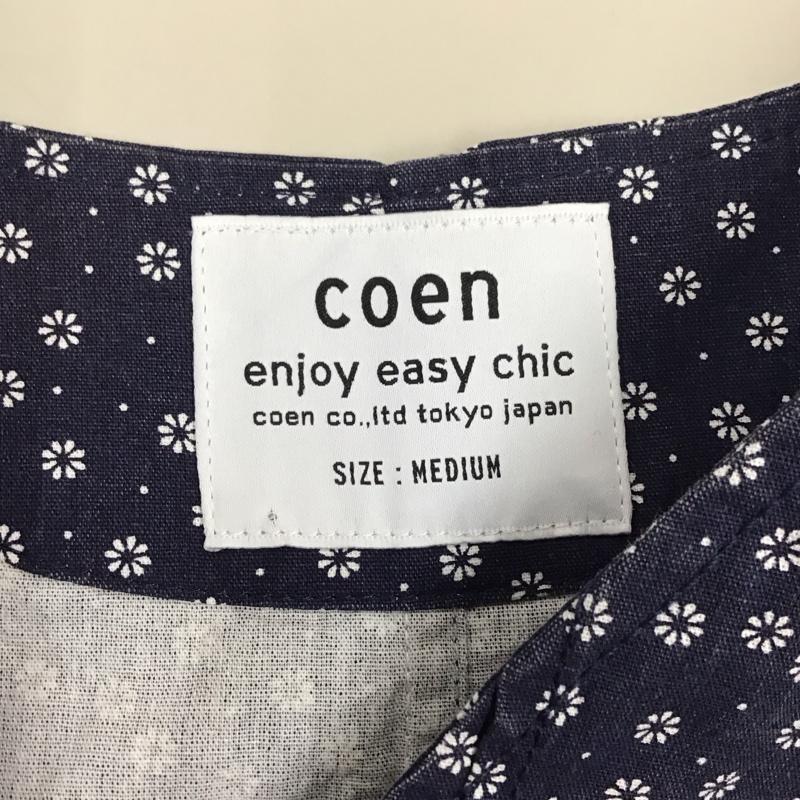 coen
enjoy easy chic
coen co.,ltd tokyo japan
SIZE : MEDIUM